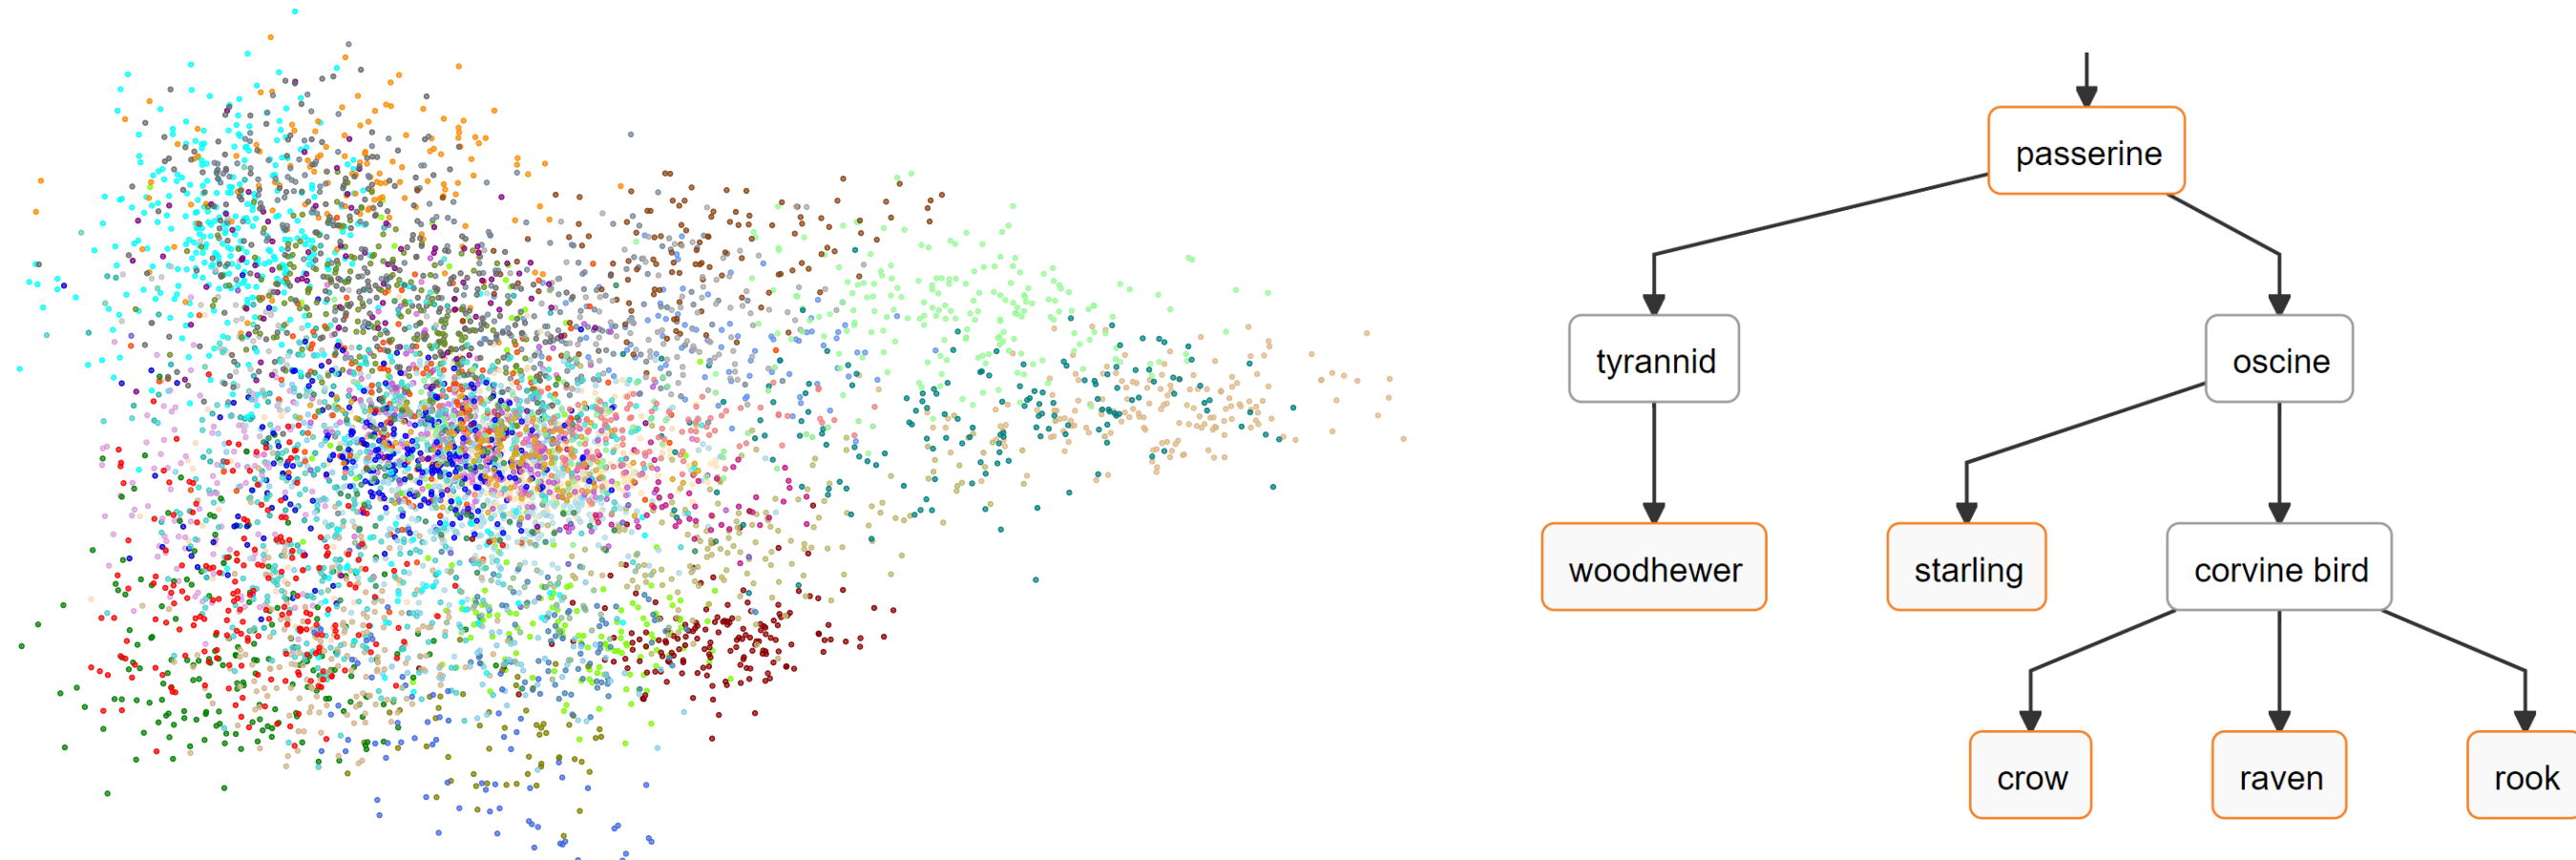 passerine
tyrannid
oscine
woodhewer
starling
corvine bird
crow
raven
rook